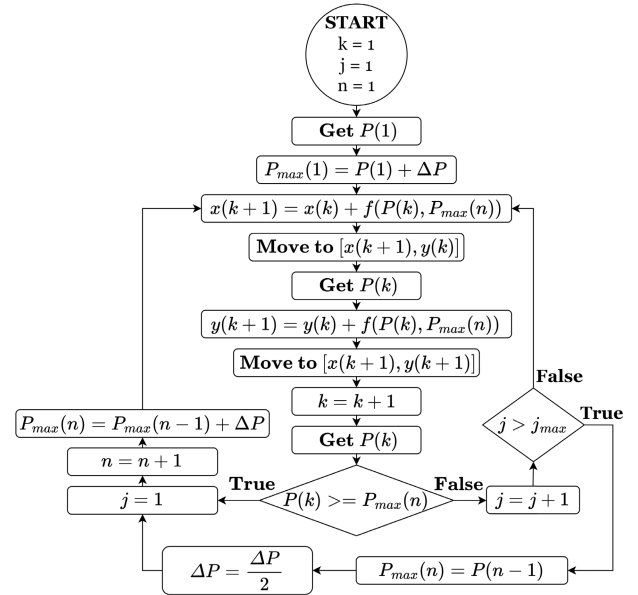 START
k = 1
j = 1
n = 1
Get P(1)
P_max(1) = P(1) + ΔP
x(k+1) = x(k) + f(P(k), P_max(n))
Move to [x(k+1), y(k)]
Get P(k)
y(k+1) = y(k) + f(P(k), P_max(n))
Move to [x(k+1), y(k+1)]
k = k + 1
Get P(k)
P(k) >= P_max(n)
True
False
j = 1
n = n + 1
P_max(n) = P_max(n−1) + ΔP
j = j + 1
j > j_max
False
True
P_max(n) = P(n−1)
ΔP = ΔP/2